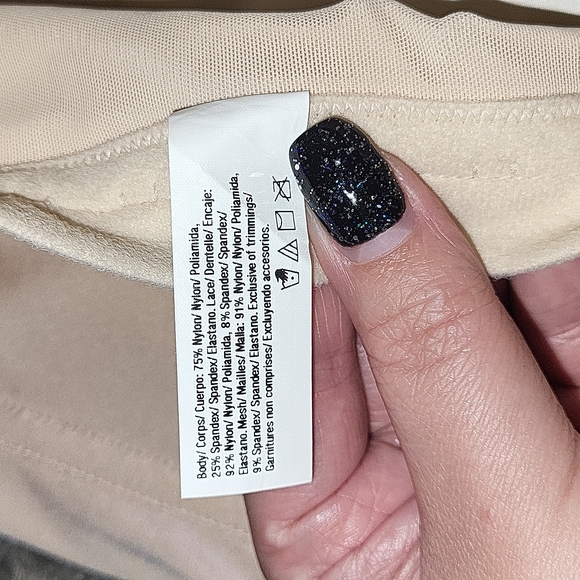 Body/ Corps/ Cuerpo: 75% Nylon/ Nylon/ Poliamida,
25% Spandex/ Spandex/ Elastano. Lace/ Dentelle/ Encaje:
92% Nylon/ Nylon/ Poliamida, 8% Spandex/ Spandex/
Elastano. Mesh/ Mailles/ Malla: 91% Nylon/ Nylon/ Poliamida,
9% Spandex/ Spandex/ Elastano. Exclusive of trimmings/
Garnitures non comprises/ Excluyendo accesorios.